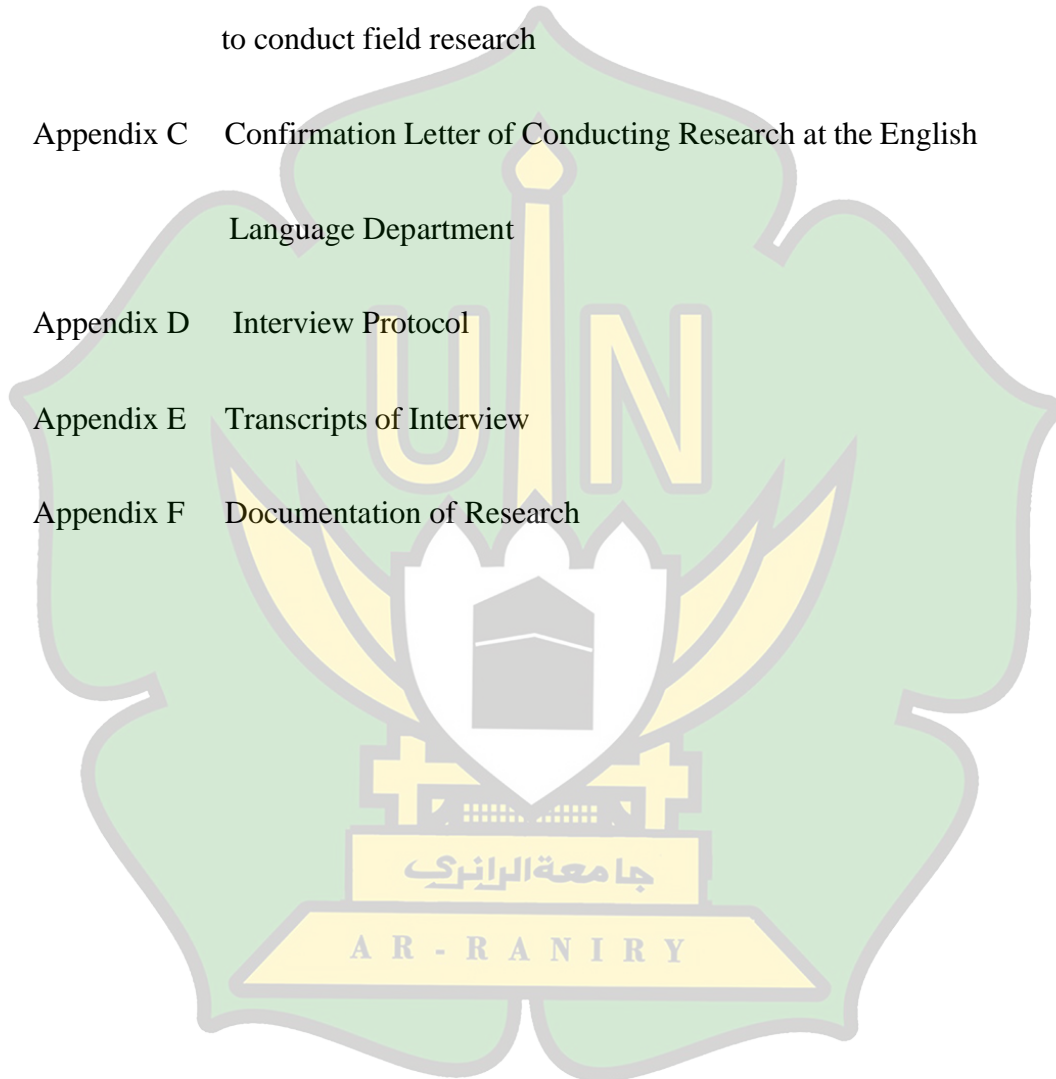 to conduct field research
Appendix C Confirmation Letter of Conducting Research at the English
Language Department
Appendix D Interview Protocol
Appendix E Transcripts of Interview
Appendix F Documentation of Research
UIN
جامعة الرانري
AR-RANIRY